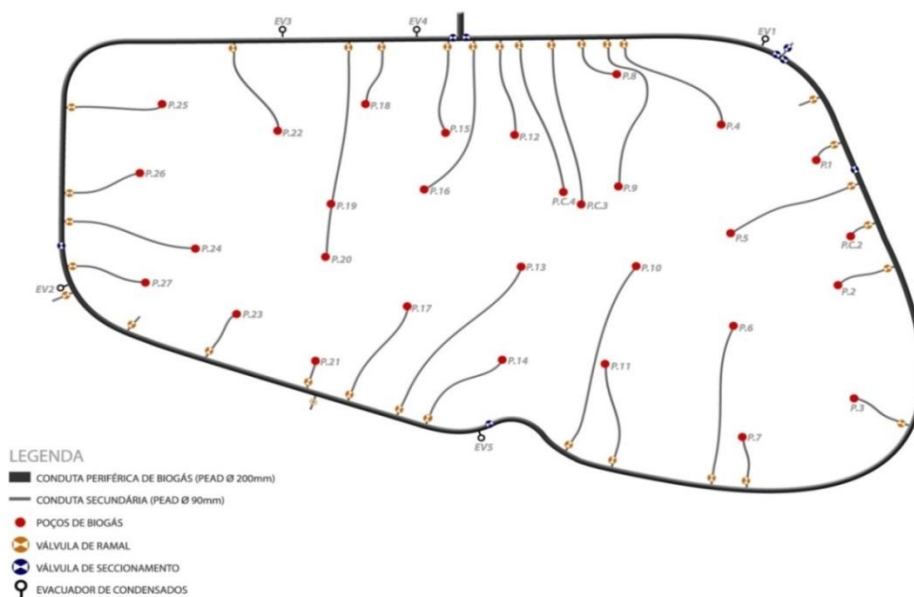 EV3
EV4
EV1
P.8
P.25
P.18
P.22
P.15
P.12
P.4
P.1
P.26
P.16
P.9
P.C.4
P.C.3
P.19
P.5
P.C.2
P.24
P.20
P.13
P.10
P.27
P.2
EV2
P.23
P.17
P.6
P.21
P.14
P.11
P.3
P.7
EV5
LEGENDA
CONDUTA PERIFÉRICA DE BIOGÁS (PEAD Ø 200mm)
CONDUTA SECUNDÁRIA (PEAD Ø 90mm)
POÇOS DE BIOGÁS
VÁLVULA DE RAMAL
VÁLVULA DE SECCIONAMENTO
EVACUADOR DE CONDENSADOS